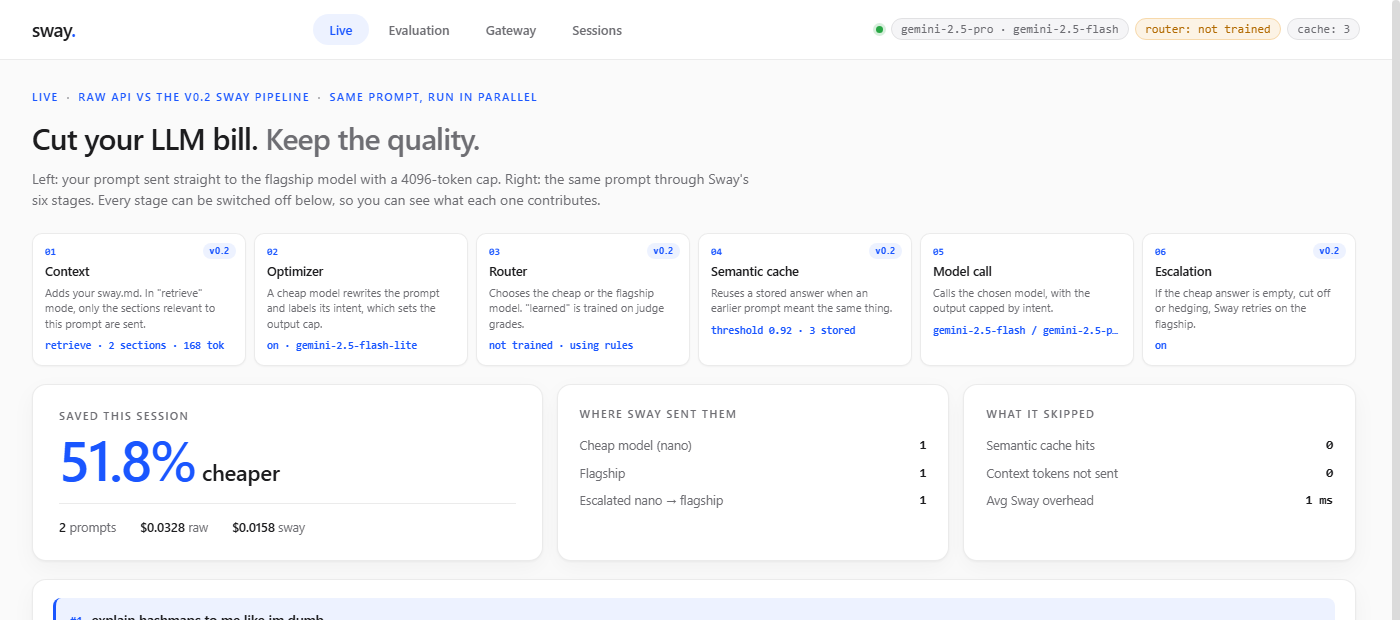 sway.
Live
Evaluation
Gateway
Sessions
gemini-2.5-pro · gemini-2.5-flash
router: not trained
cache: 3
LIVE · RAW API VS THE V0.2 SWAY PIPELINE · SAME PROMPT, RUN IN PARALLEL
Cut your LLM bill. Keep the quality.
Left: your prompt sent straight to the flagship model with a 4096-token cap. Right: the same prompt through Sway's
six stages. Every stage can be switched off below, so you can see what each one contributes.
01
v0.2
Context
Adds your sway.md. In "retrieve"
mode, only the sections relevant to
this prompt are sent.
retrieve · 2 sections · 168 tok
02
Optimizer
A cheap model rewrites the prompt
and labels its intent, which sets the
output cap.
on · gemini-2.5-flash-lite
03
v0.2
Router
Chooses the cheap or the flagship
model. "learned" is trained on judge
grades.
not trained · using rules
04
v0.2
Semantic cache
Reuses a stored answer when an
earlier prompt meant the same thing.
threshold 0.92 · 3 stored
05
Model call
Calls the chosen model, with the
output capped by intent.
gemini-2.5-flash / gemini-2.5-p…
06
v0.2
Escalation
If the cheap answer is empty, cut off
or hedging, Sway retries on the
flagship.
on
SAVED THIS SESSION
51.8% cheaper
2 prompts
$0.0328 raw
$0.0158 sway
WHERE SWAY SENT THEM
Cheap model (nano) 1
Flagship 1
Escalated nano → flagship 1
WHAT IT SKIPPED
Semantic cache hits 0
Context tokens not sent 0
Avg Sway overhead 1 ms
#1 explain hashmaps to me like im dumb